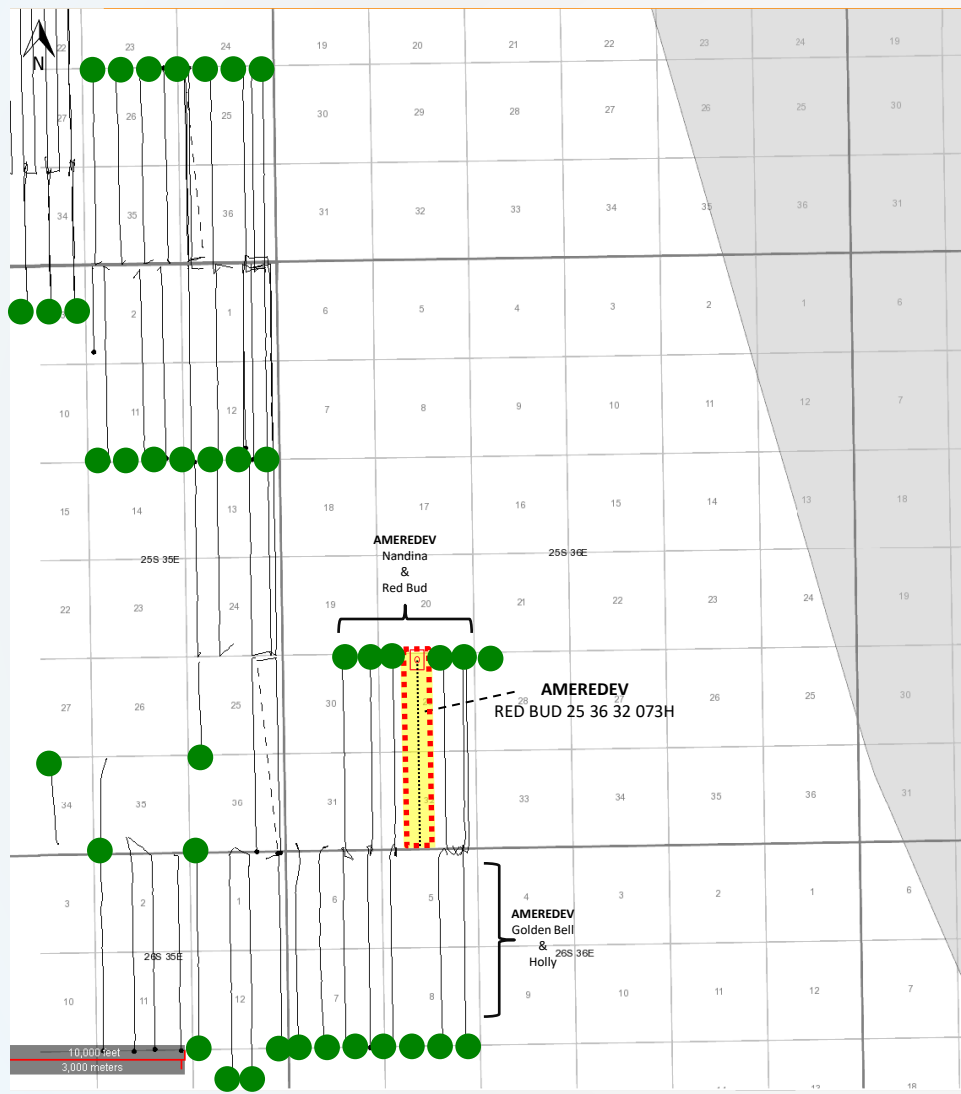 N
22 23 24 19 20 21 22 23 24 19
27 26 25 30 29 28 27 26 25 30
34 35 36 31 32 33 34 35 36 31
2 1 6 5 4 3 2 1 6
10 11 12 7 8 9 10 11 12 7
15 14 13 18 17 16 15 14 13 18
25S 35E
25S 36E
AMEREDEV
Nandina
&
Red Bud
22 23 24 19 20 21 22 23 24 19
27 26 25 30 28 27 26 25 30
AMEREDEV
RED BUD 25 36 32 073H
34 35 36 31 32 33 34 35 36 31
3 2 1 6 5 4 3 2 1 6
AMEREDEV
Golden Bell
&
Holly
26S 35E
26S 36E
10 11 12 7 8 9 10 11 12 7
10,000 feet
3,000 meters
14 13 18